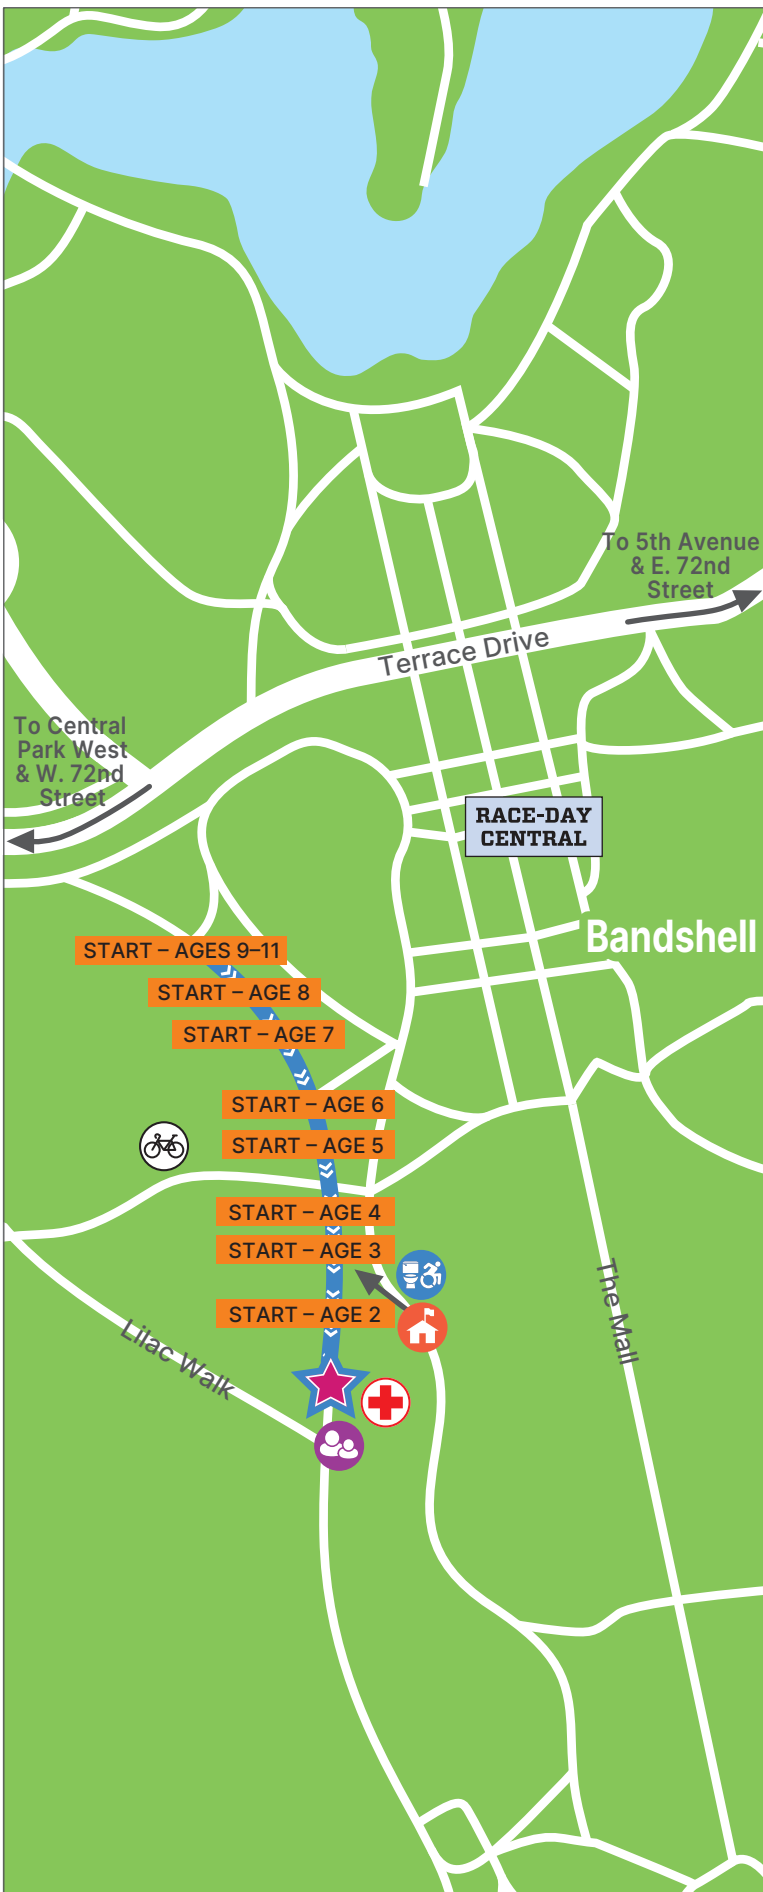 To 5th Avenue
& E. 72nd
Street
Terrace Drive
To Central
Park West
& W. 72nd
Street
RACE-DAY
CENTRAL
Bandshell
START – AGES 9–11
START – AGE 8
START – AGE 7
START – AGE 6
START – AGE 5
START – AGE 4
START – AGE 3
START – AGE 2
The Mall
Lilac Walk